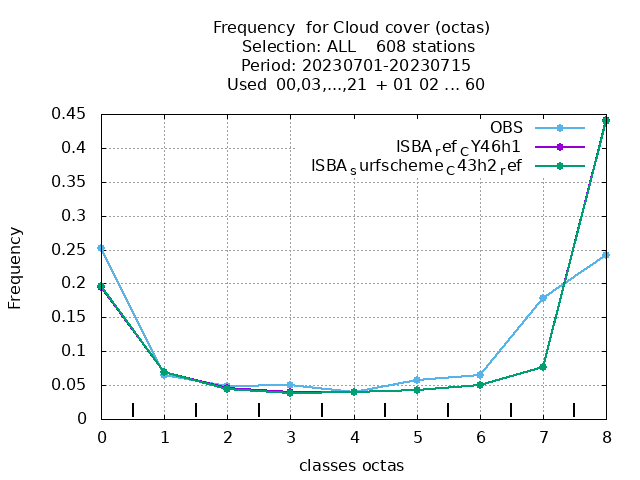 Frequency for Cloud cover (octas)
Selection: ALL 608 stations
Period: 20230701-20230715
Used 00,03,...,21 + 01 02 ... 60
0.45
0.4
0.35
0.3
0.25
0.2
0.15
0.1
0.05
0
Frequency
OBS
ISBA_ref_CY46h1
ISBA_surfscheme_C43h2_ref
0 1 2 3 4 5 6 7 8
classes octas